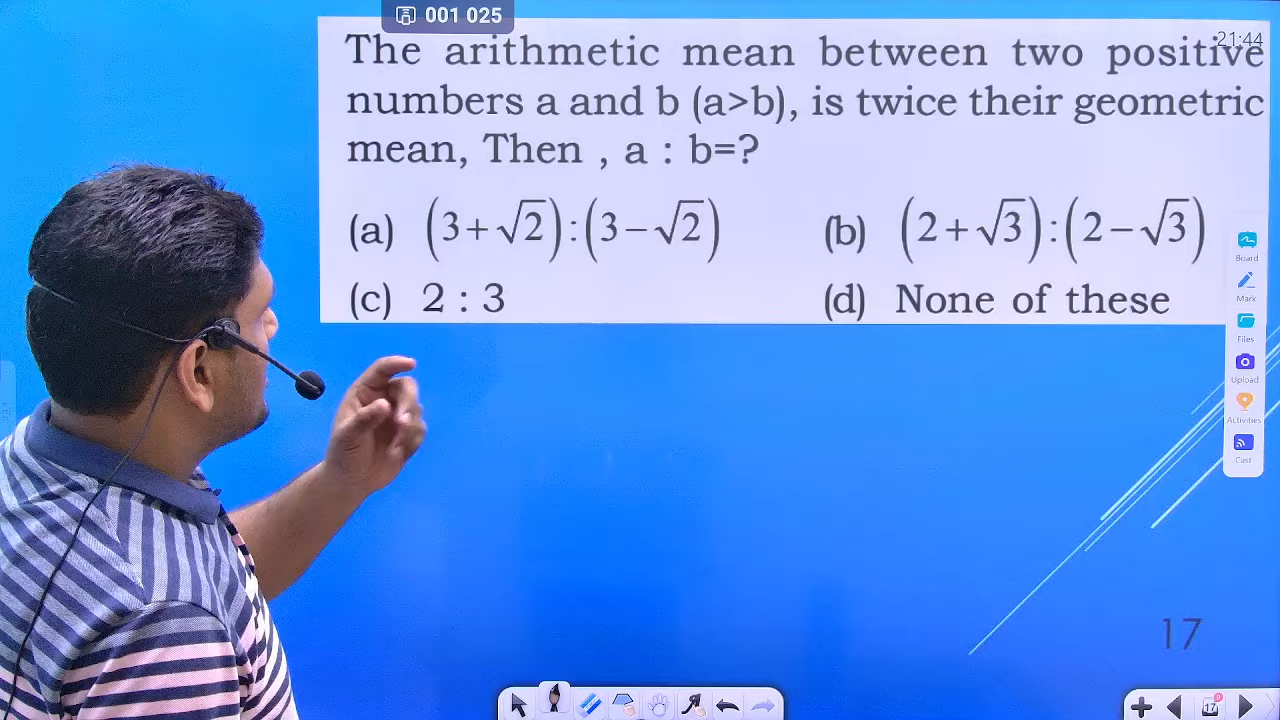 001 025
21:44
The arithmetic mean between two positive
numbers a and b (a>b), is twice their geometric
mean, Then , a : b=?
(a) (3+√2):(3−√2) (b) (2+√3):(2−√3)
(c) 2 : 3 (d) None of these
Board
Mark
Files
Upload
Activities
Cast
17
17